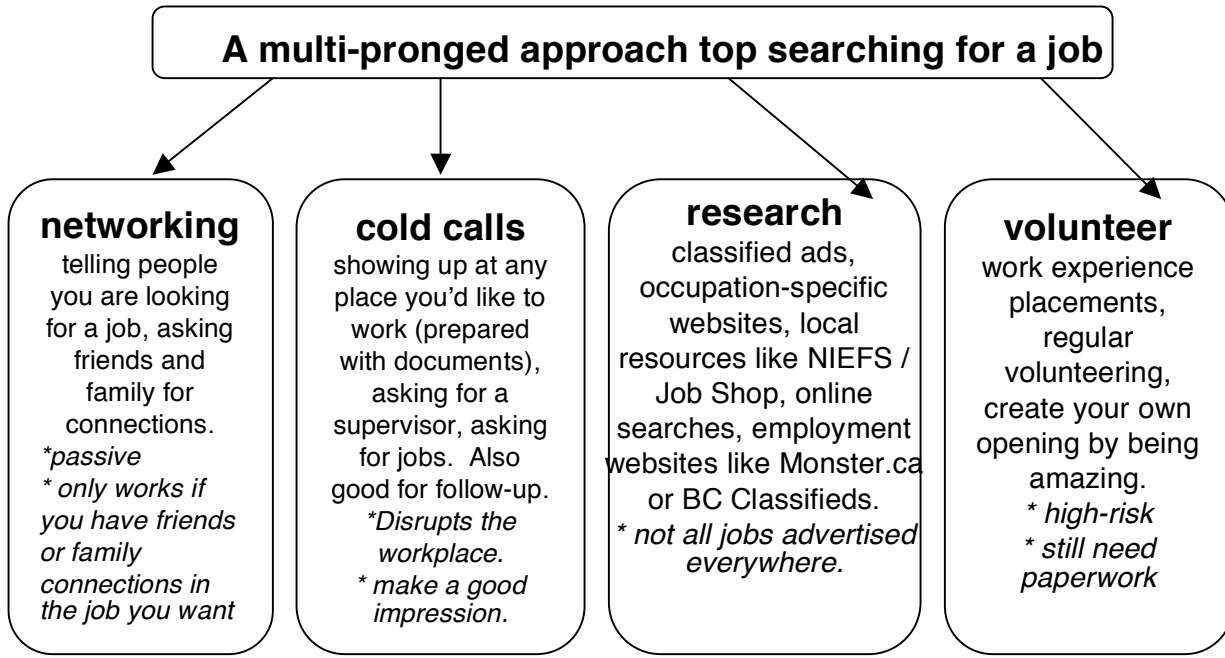 A multi-pronged approach top searching for a job
networking
telling people
you are looking
for a job, asking
friends and
family for
connections.
*passive
* only works if
you have friends
or family
connections in
the job you want
cold calls
showing up at any
place you’d like to
work (prepared
with documents),
asking for a
supervisor, asking
for jobs.  Also
good for follow-up.
*Disrupts the
workplace.
* make a good
impression.
research
classified ads,
occupation-specific
websites, local
resources like NIEFS /
Job Shop, online
searches, employment
websites like Monster.ca
or BC Classifieds.
* not all jobs advertised
everywhere.
volunteer
work experience
placements,
regular
volunteering,
create your own
opening by being
amazing.
* high-risk
* still need
paperwork